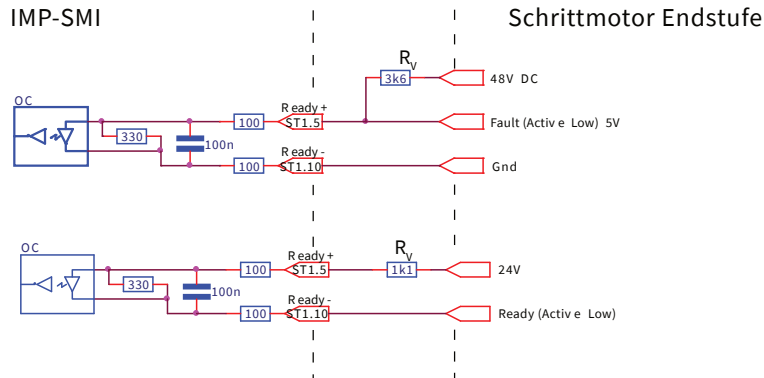 IMP-SMI
Schrittmotor Endstufe
R_V
3k6
48V DC
OC
Ready+
100
ST1.5
Fault (Active Low) 5V
330
100n
Ready-
100
ST1.10
Gnd
OC
Ready+
R_V
100
ST1.5
1k1
24V
330
100n
Ready-
100
ST1.10
Ready (Active Low)